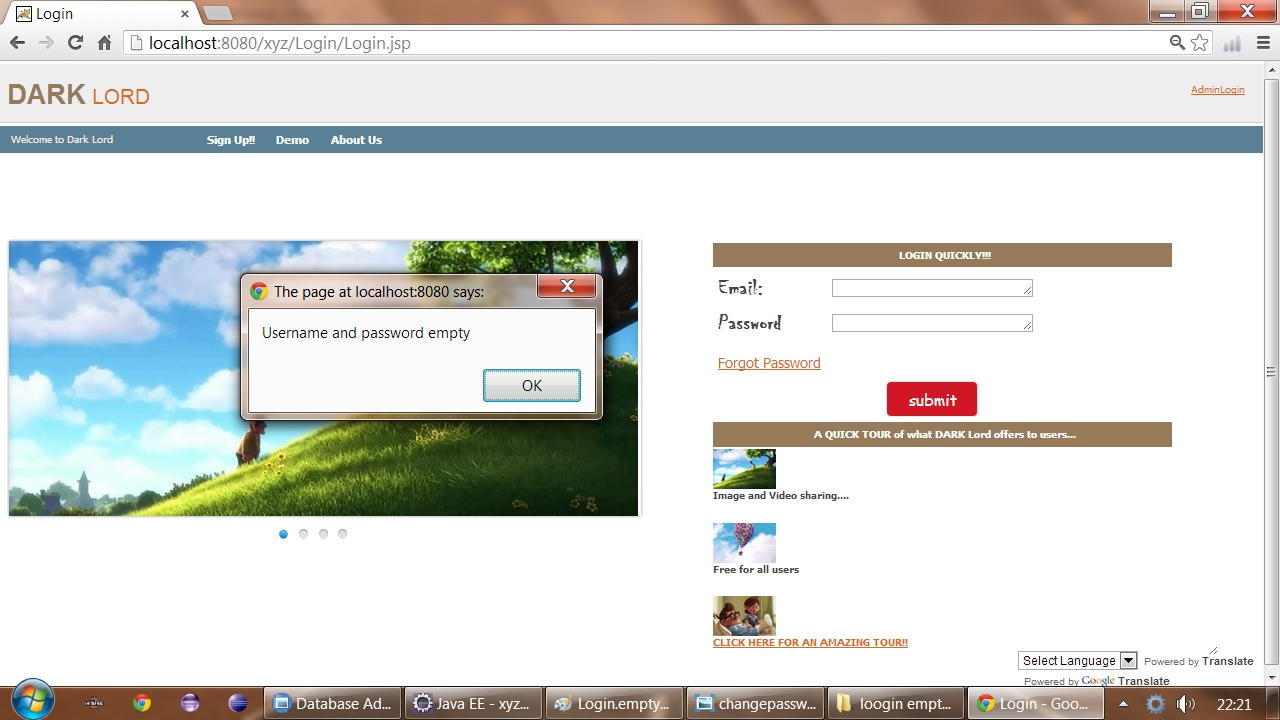 Login
localhost:8080/xyz/Login/Login.jsp
DARK LORD
AdminLogin
Welcome to Dark Lord
Sign Up!!
Demo
About Us
The page at localhost:8080 says:
Username and password empty
OK
LOGIN QUICKLY!!!
Email:
Password
Forgot Password
submit
A QUICK TOUR of what DARK Lord offers to users...
Image and Video sharing....
Free for all users
CLICK HERE FOR AN AMAZING TOUR!!
Select Language
Powered by Translate
Powered by Google Translate
Database Ad...
Java EE - xyz...
Login.empty...
changepassw...
loogin empt...
Login - Goo...
22:21